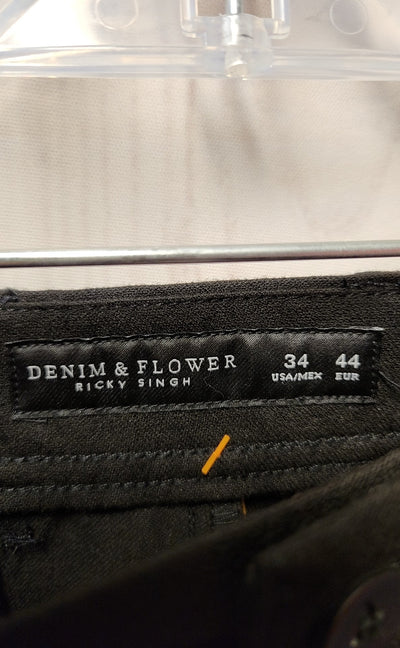 DENIM & FLOWER 34 44
RICKY SINGH USA/MEX EUR